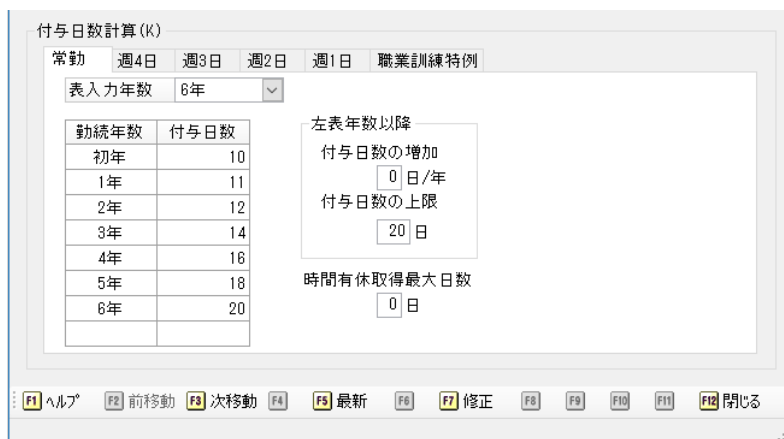 付与日数計算(K)
常勤 週4日 週3日 週2日 週1日 職業訓練特例
表入力年数 6年
勤続年数 付与日数
初年 10
1年 11
2年 12
3年 14
4年 16
5年 18
6年 20
左表年数以降
付与日数の増加
0 日/年
付与日数の上限
20 日
時間有休取得最大日数
0 日
F1 ヘルプ F2 前移動 F3 次移動 F4 F5 最新 F6 F7 修正 F8 F9 F10 F11 F12 閉じる